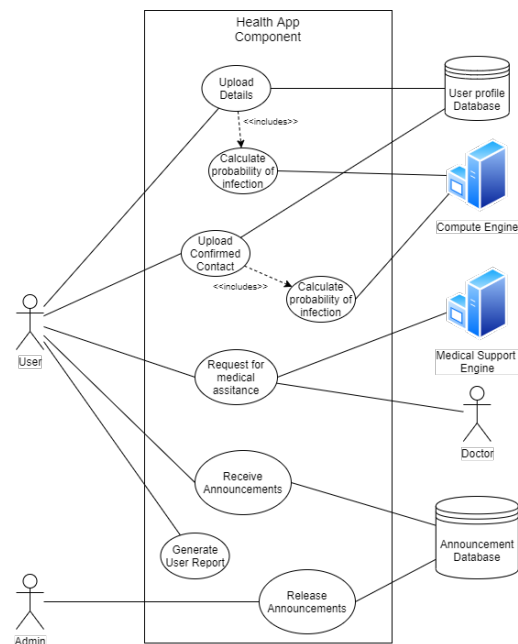 Health App
Component
Upload
Details
User profile
Database
<<includes>>
Calculate
probability of
infection
Compute Engine
Upload
Confirmed
Contact
<<includes>>
Calculate
probability of
infection
User
Medical Support
Engine
Request for
medical
assitance
Doctor
Receive
Announcements
Announcement
Database
Generate
User Report
Release
Announcements
Admin